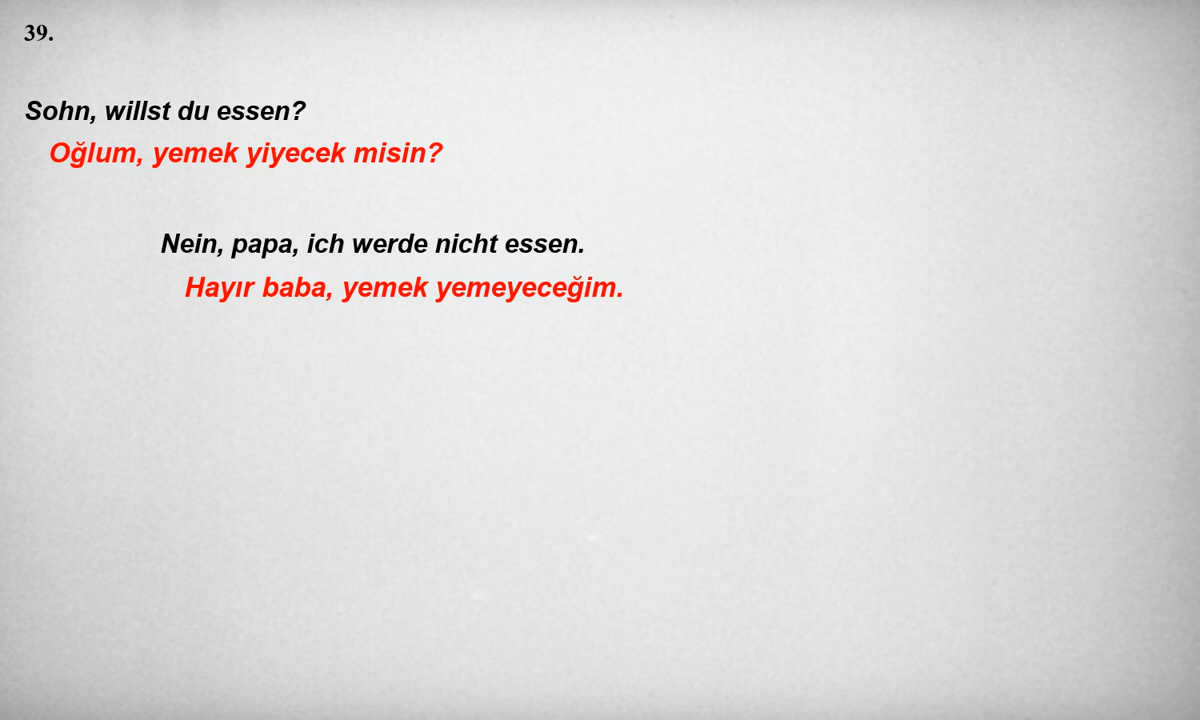 39.
Sohn, willst du essen?
Oğlum, yemek yiyecek misin?
Nein, papa, ich werde nicht essen.
Hayır baba, yemek yemeyeceğim.